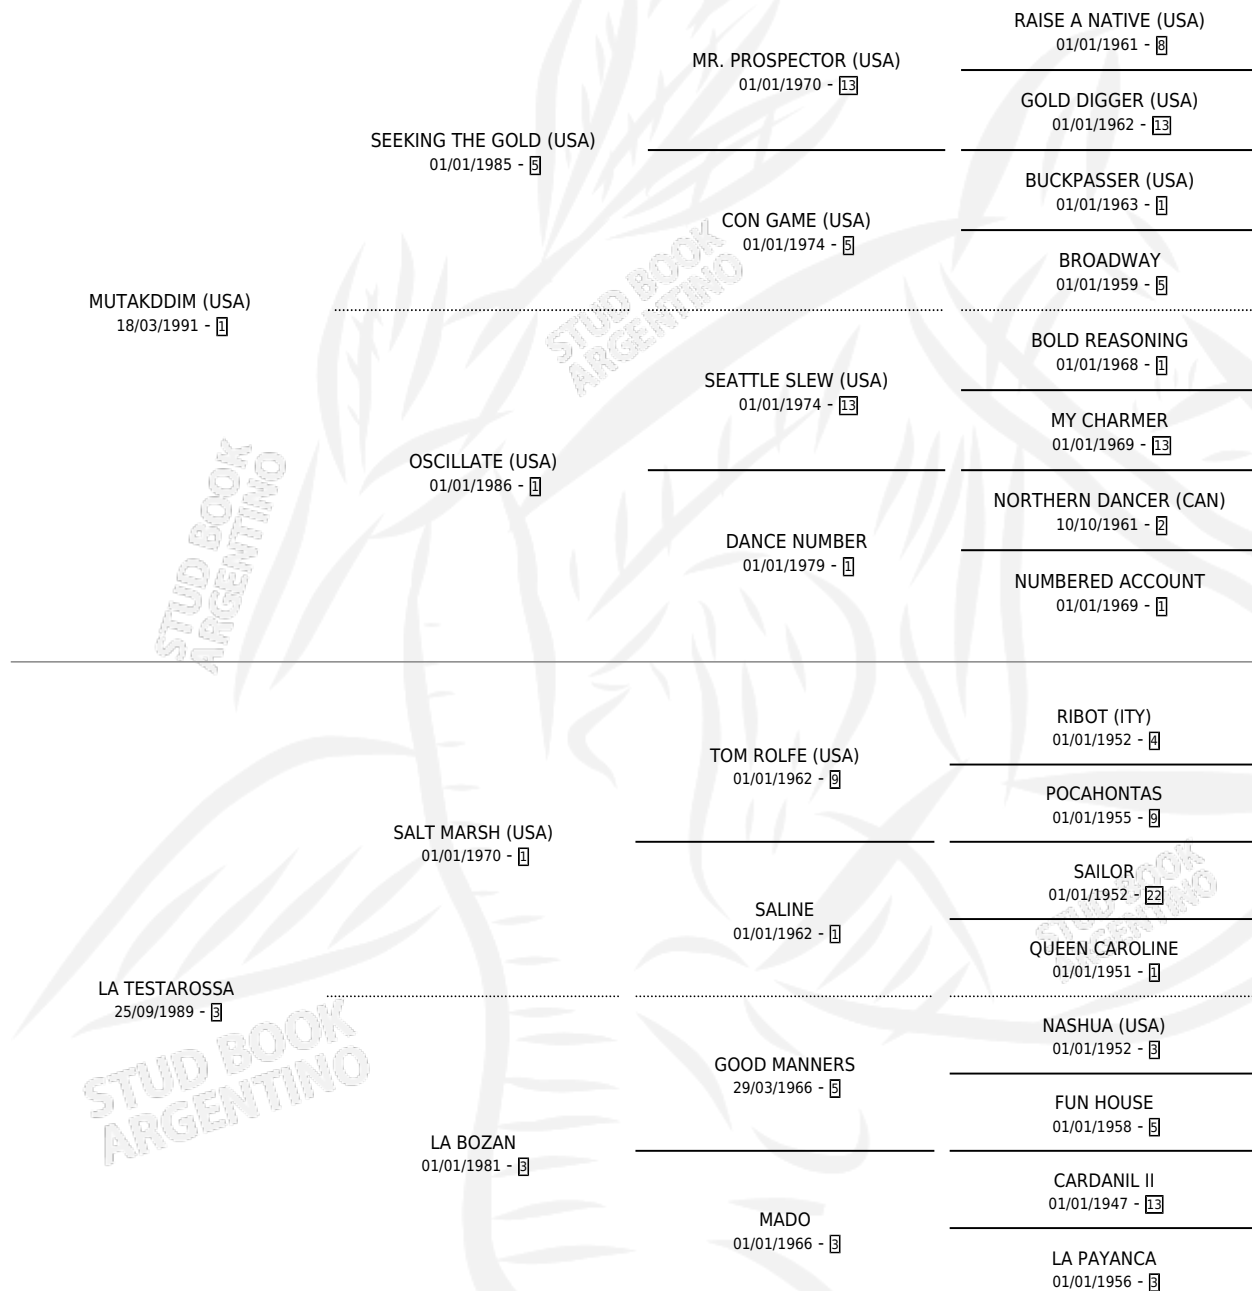 RAISE A NATIVE (USA)
01/01/1961 - 8
MR. PROSPECTOR (USA)
01/01/1970 - 13
GOLD DIGGER (USA)
01/01/1962 - 13
SEEKING THE GOLD (USA)
01/01/1985 - 5
BUCKPASSER (USA)
01/01/1963 - 1
CON GAME (USA)
01/01/1974 - 5
BROADWAY
01/01/1959 - 5
MUTAKDDIM (USA)
18/03/1991 - 1
BOLD REASONING
01/01/1968 - 1
SEATTLE SLEW (USA)
01/01/1974 - 13
MY CHARMER
01/01/1969 - 13
OSCILLATE (USA)
01/01/1986 - 1
NORTHERN DANCER (CAN)
10/10/1961 - 2
DANCE NUMBER
01/01/1979 - 1
NUMBERED ACCOUNT
01/01/1969 - 1
RIBOT (ITY)
01/01/1952 - 4
TOM ROLFE (USA)
01/01/1962 - 9
POCAHONTAS
01/01/1955 - 9
SALT MARSH (USA)
01/01/1970 - 1
SAILOR
01/01/1952 - 22
SALINE
01/01/1962 - 1
QUEEN CAROLINE
01/01/1951 - 1
LA TESTAROSSA
25/09/1989 - 3
NASHUA (USA)
01/01/1952 - 3
GOOD MANNERS
29/03/1966 - 5
FUN HOUSE
01/01/1958 - 5
LA BOZAN
01/01/1981 - 3
CARDANIL II
01/01/1947 - 13
MADO
01/01/1966 - 3
LA PAYANCA
01/01/1956 - 3
STUD BOOK
ARGENTINO
STUD BOOK
ARGENTINO
STUD BOOK
ARGENTINO
STUD BOOK
ARGENTINO